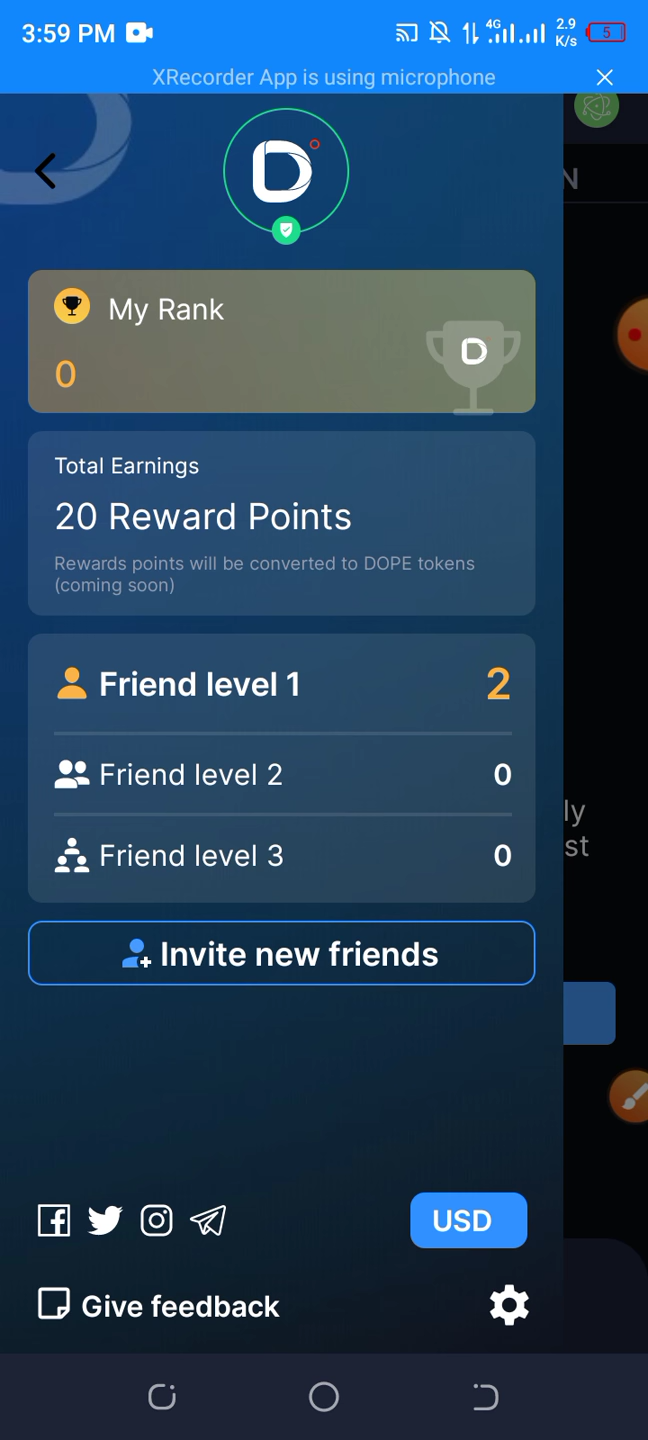 3:59 PM
4G
2.9
K/s
5
XRecorder App is using microphone
N
My Rank
0
Total Earnings
20 Reward Points
Rewards points will be converted to DOPE tokens
(coming soon)
Friend level 1 2
Friend level 2 0
ly
st
Friend level 3 0
Invite new friends
USD
Give feedback